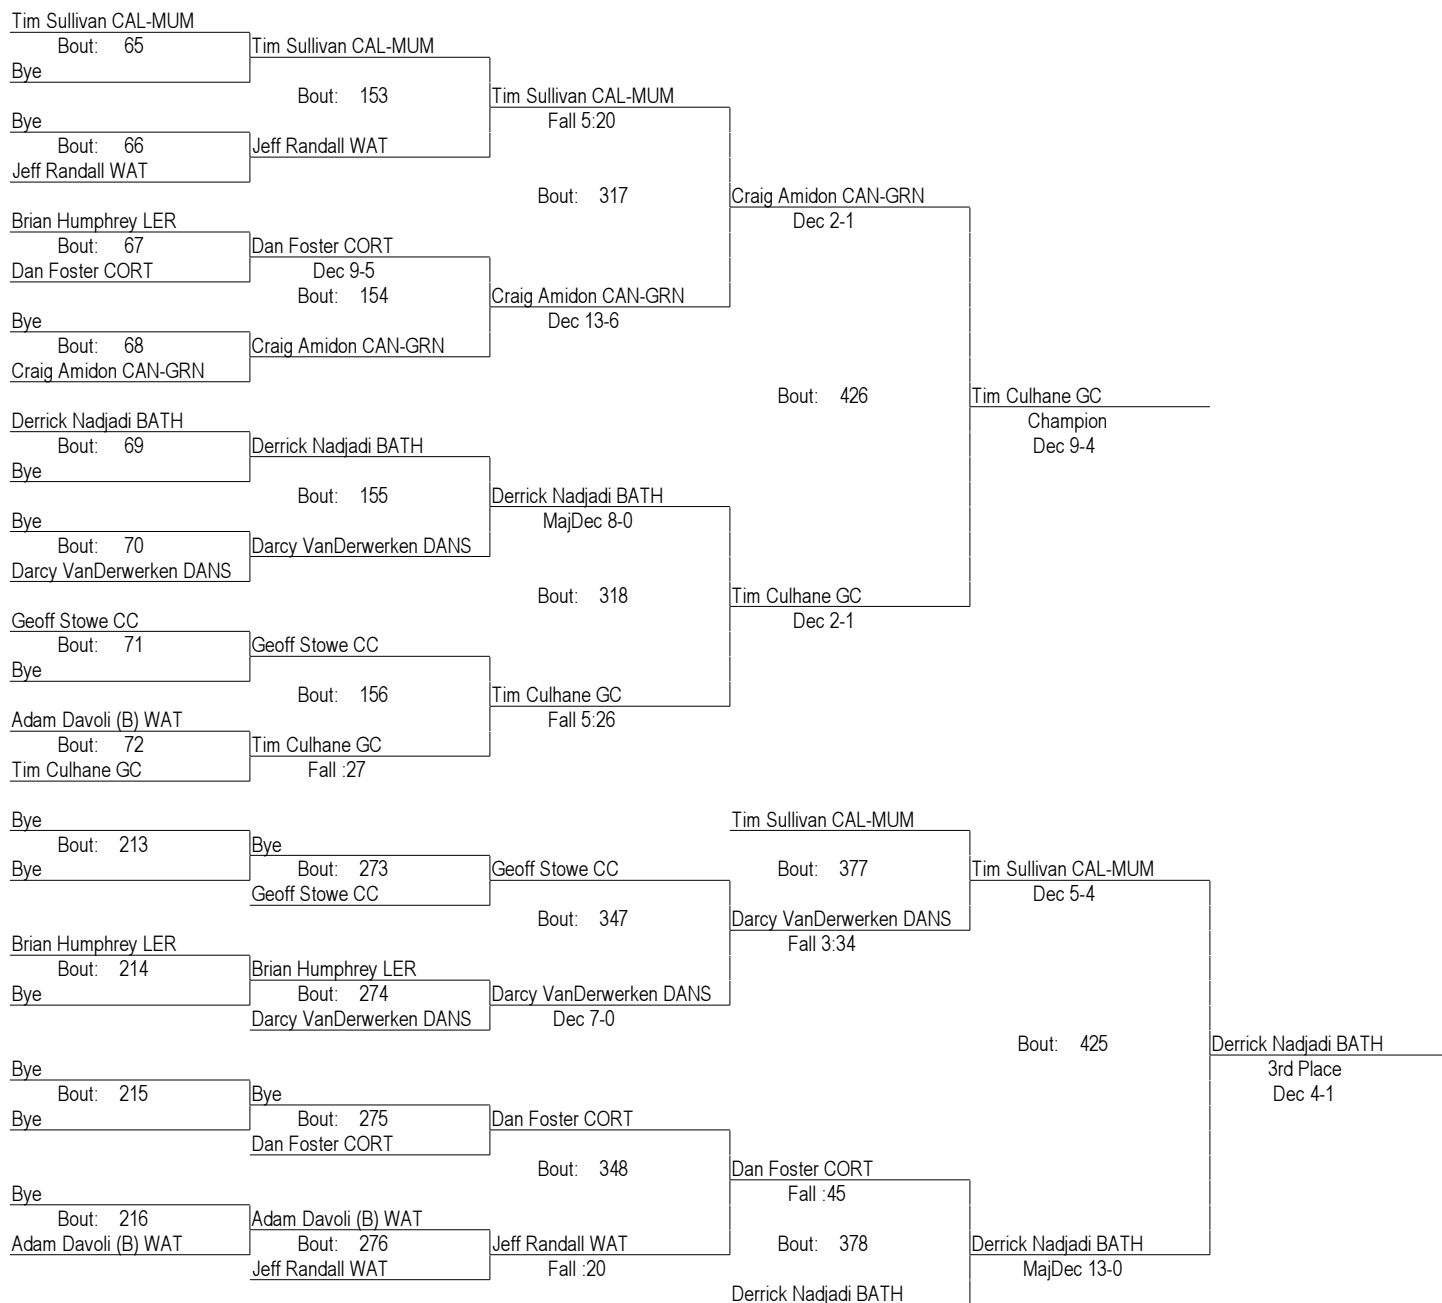 Tim Sullivan CAL-MUM
Bout: 65
Bye
Tim Sullivan CAL-MUM
Bout: 153
Tim Sullivan CAL-MUM
Fall 5:20
Bye
Bout: 66
Jeff Randall WAT
Jeff Randall WAT
Bout: 317
Craig Amidon CAN-GRN
Dec 2-1
Brian Humphrey LER
Bout: 67
Dan Foster CORT
Dan Foster CORT
Dec 9-5
Bout: 154
Craig Amidon CAN-GRN
Dec 13-6
Bye
Bout: 68
Craig Amidon CAN-GRN
Craig Amidon CAN-GRN
Bout: 426
Tim Culhane GC
Champion
Dec 9-4
Derrick Nadjadi BATH
Bout: 69
Bye
Derrick Nadjadi BATH
Bout: 155
Derrick Nadjadi BATH
MajDec 8-0
Bye
Bout: 70
Darcy VanDerwerken DANS
Darcy VanDerwerken DANS
Bout: 318
Tim Culhane GC
Dec 2-1
Geoff Stowe CC
Bout: 71
Bye
Geoff Stowe CC
Bout: 156
Tim Culhane GC
Fall 5:26
Adam Davoli (B) WAT
Bout: 72
Tim Culhane GC
Tim Culhane GC
Fall :27
Bye
Bout: 213
Bye
Bye
Bout: 273
Geoff Stowe CC
Geoff Stowe CC
Bout: 347
Tim Sullivan CAL-MUM
Bout: 377
Darcy VanDerwerken DANS
Fall 3:34
Tim Sullivan CAL-MUM
Dec 5-4
Brian Humphrey LER
Bout: 214
Bye
Brian Humphrey LER
Bout: 274
Darcy VanDerwerken DANS
Darcy VanDerwerken DANS
Dec 7-0
Bout: 425
Derrick Nadjadi BATH
3rd Place
Dec 4-1
Bye
Bout: 215
Bye
Bye
Bout: 275
Dan Foster CORT
Dan Foster CORT
Bout: 348
Dan Foster CORT
Fall :45
Bye
Bout: 216
Adam Davoli (B) WAT
Adam Davoli (B) WAT
Bout: 276
Jeff Randall WAT
Jeff Randall WAT
Fall :20
Bout: 378
Derrick Nadjadi BATH
Derrick Nadjadi BATH
MajDec 13-0